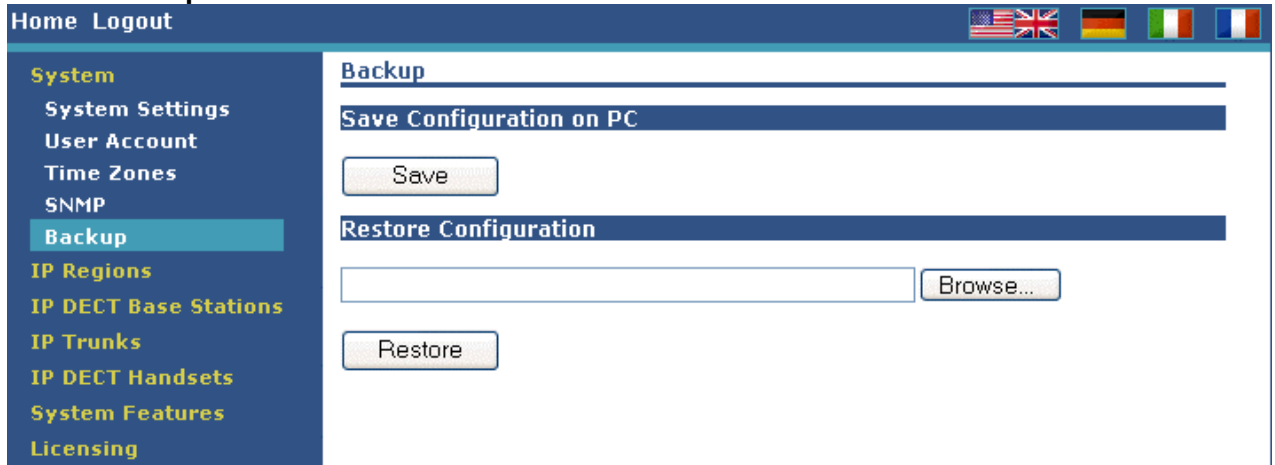 Home Logout
System
System Settings
User Account
Time Zones
SNMP
Backup
IP Regions
IP DECT Base Stations
IP Trunks
IP DECT Handsets
System Features
Licensing
Backup
Save Configuration on PC
Save
Restore Configuration
Browse...
Restore